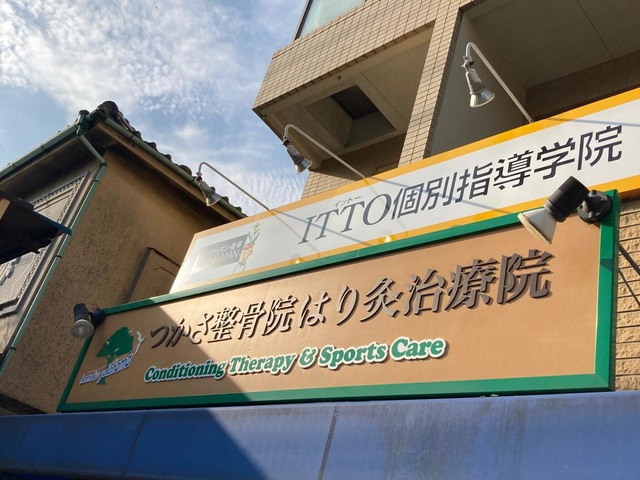 イットー
ITTO個別指導学院
つかさ整骨院はり灸治療院
Conditioning Therapy & Sports Care